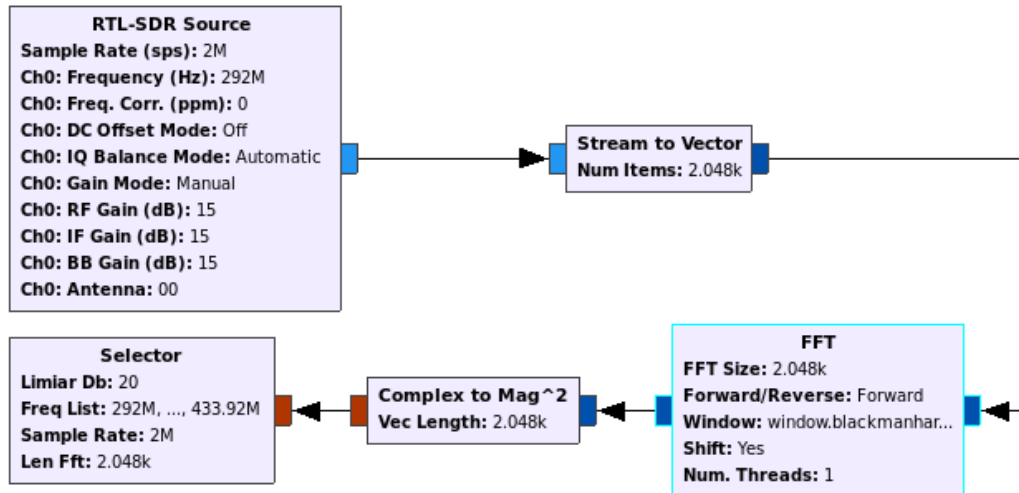 RTL-SDR Source
Sample Rate (sps): 2M
Ch0: Frequency (Hz): 292M
Ch0: Freq. Corr. (ppm): 0
Ch0: DC Offset Mode: Off
Ch0: IQ Balance Mode: Automatic
Ch0: Gain Mode: Manual
Ch0: RF Gain (dB): 15
Ch0: IF Gain (dB): 15
Ch0: BB Gain (dB): 15
Ch0: Antenna: 00
Stream to Vector
Num Items: 2.048k
Selector
Limiar Db: 20
Freq List: 292M, ..., 433.92M
Sample Rate: 2M
Len Fft: 2.048k
Complex to Mag^2
Vec Length: 2.048k
FFT
FFT Size: 2.048k
Forward/Reverse: Forward
Window: window.blackmanhar...
Shift: Yes
Num. Threads: 1